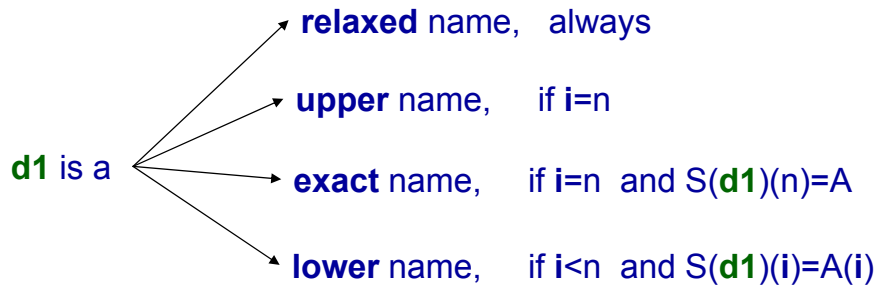 relaxed name, always
upper name, if i=n
d1 is a
exact name, if i=n and S(d1)(n)=A
lower name, if i<n and S(d1)(i)=A(i)